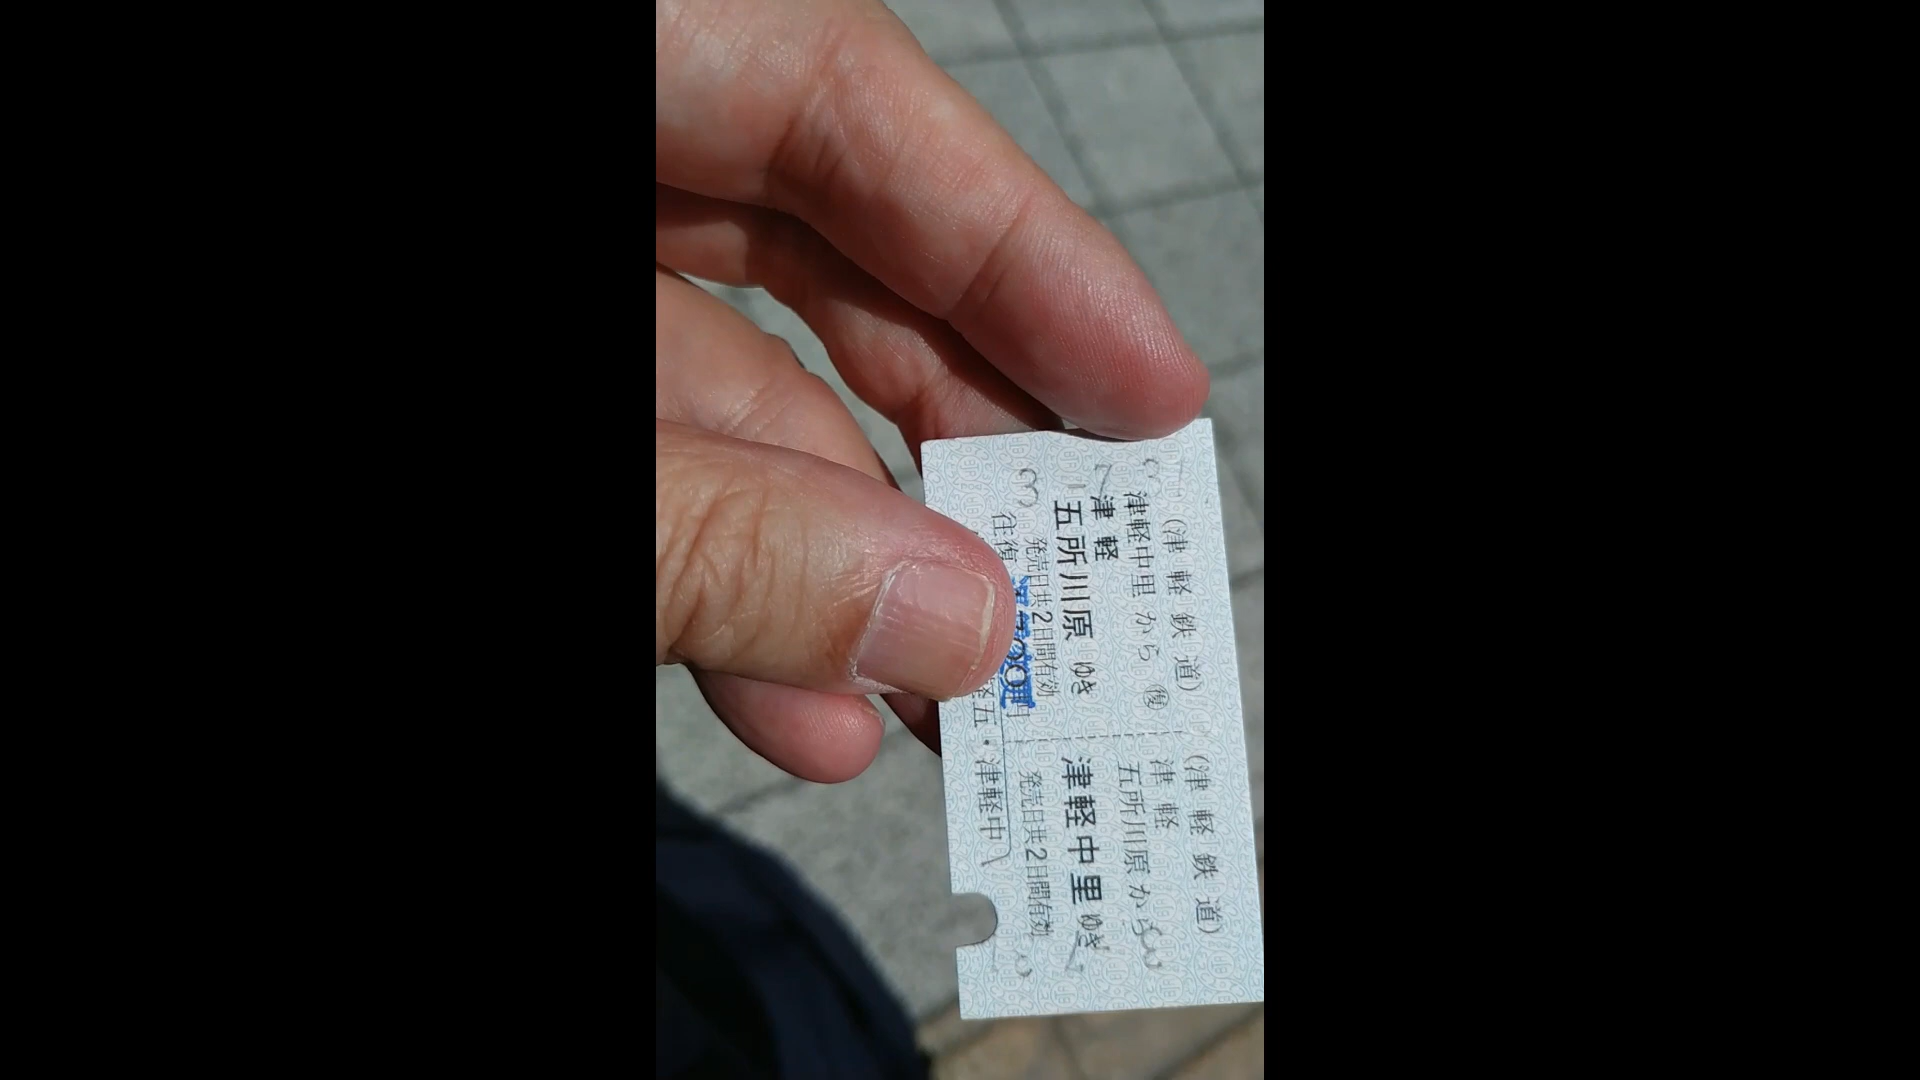 (津軽鉄道)
津軽中里から ㊝復
津軽
五所川原ゆき
発売日共2日間有効
往復
円
(津軽鉄道)
津軽
五所川原から
津軽中里ゆき
発売日共2日間有効
五・津軽中